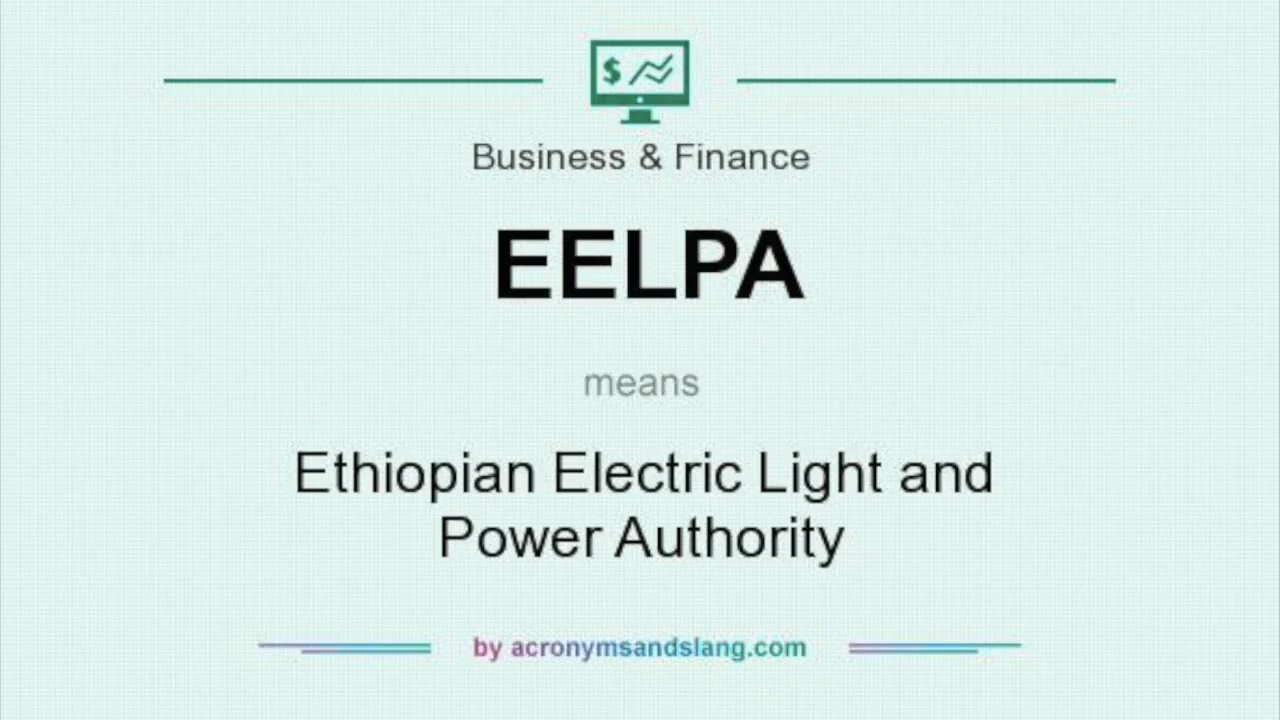 $
Business & Finance
EELPA
means
Ethiopian Electric Light and
Power Authority
by acronymsandslang.com